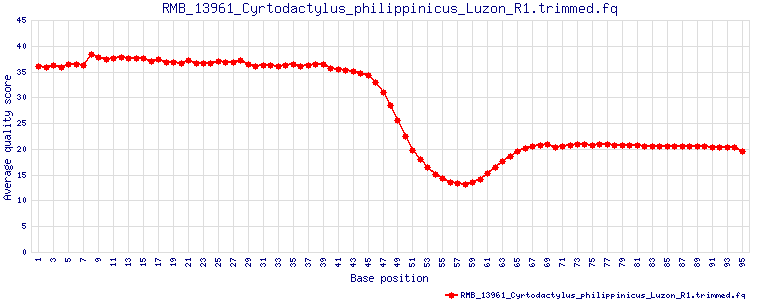 RMB_13961_Cyrtodactylus_philippinicus_Luzon_R1.trimmed.fq
45
40
35
30
25
20
15
10
5
0
Average quality score
1 3 5 7 9 11 13 15 17 19 21 23 25 27 29 31 33 35 37 39 41 43 45 47 49 51 53 55 57 59 61 63 65 67 69 71 73 75 77 79 81 83 85 87 89 91 93 95
Base position
RMB_13961_Cyrtodactylus_philippinicus_Luzon_R1.trimmed.fq